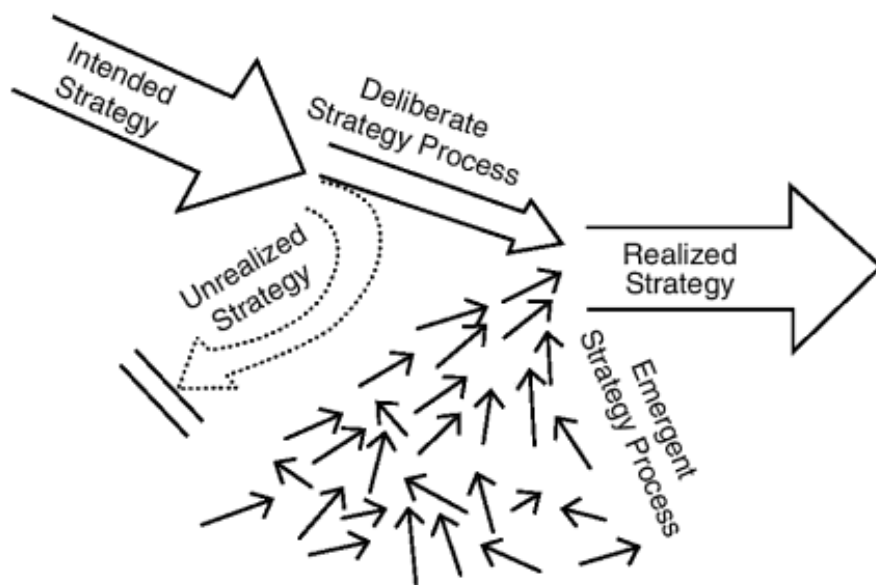 Intended
Strategy
Deliberate
Strategy Process
Unrealized
Strategy
Realized
Strategy
Emergent
Strategy Process